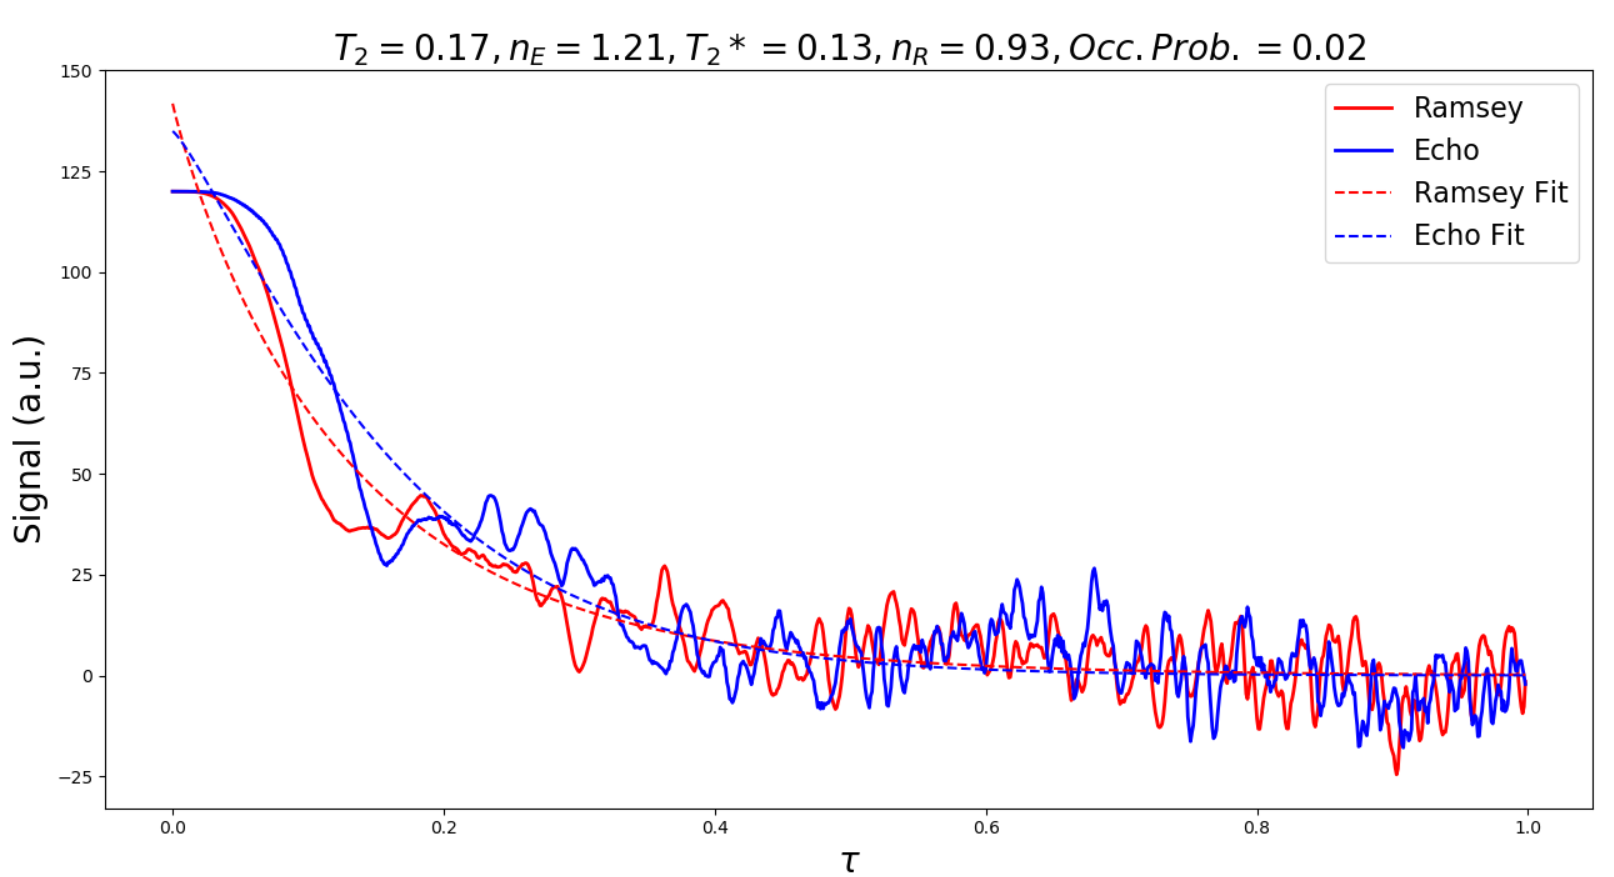 T₂ = 0.17, n_E = 1.21, T₂* = 0.13, n_R = 0.93, Occ.Prob. = 0.02
150
125
100
75
50
25
0
−25
Signal (a.u.)
Ramsey
Echo
Ramsey Fit
Echo Fit
0.0 0.2 0.4 0.6 0.8 1.0
τ